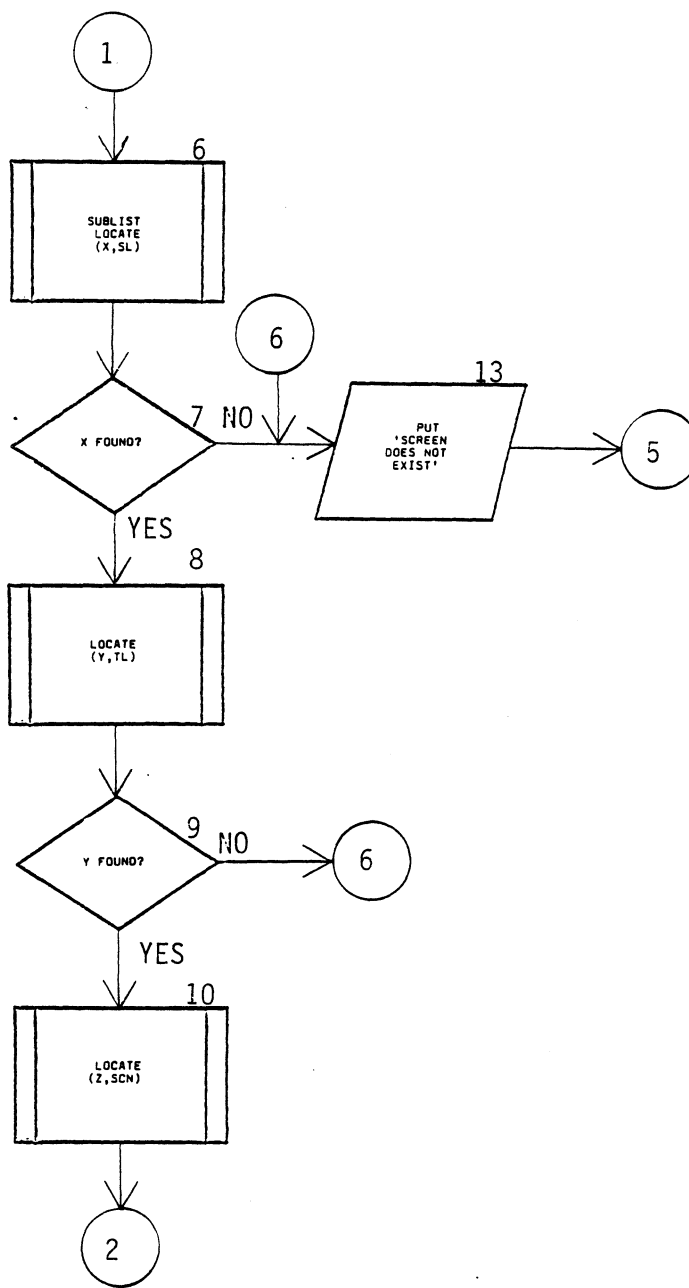 1
6
SUBLIST
LOCATE
(X,SL)
6
13
7 NO
X FOUND?
PUT
'SCREEN
DOES NOT
EXIST'
5
YES
8
LOCATE
(Y,TL)
9 NO
Y FOUND?
6
YES
10
LOCATE
(Z,SCN)
2